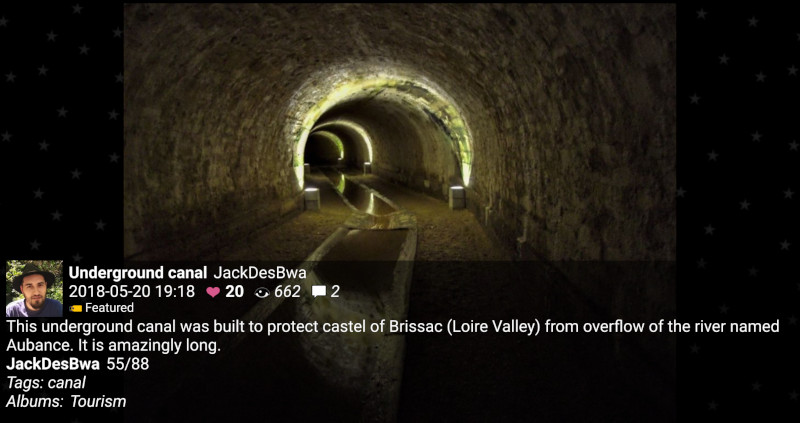 Underground canal JackDesBwa
2018-05-20 19:18 20 662 2
Featured
This underground canal was built to protect castel of Brissac (Loire Valley) from overflow of the river named
Aubance. It is amazingly long.
JackDesBwa 55/88
Tags: canal
Albums: Tourism